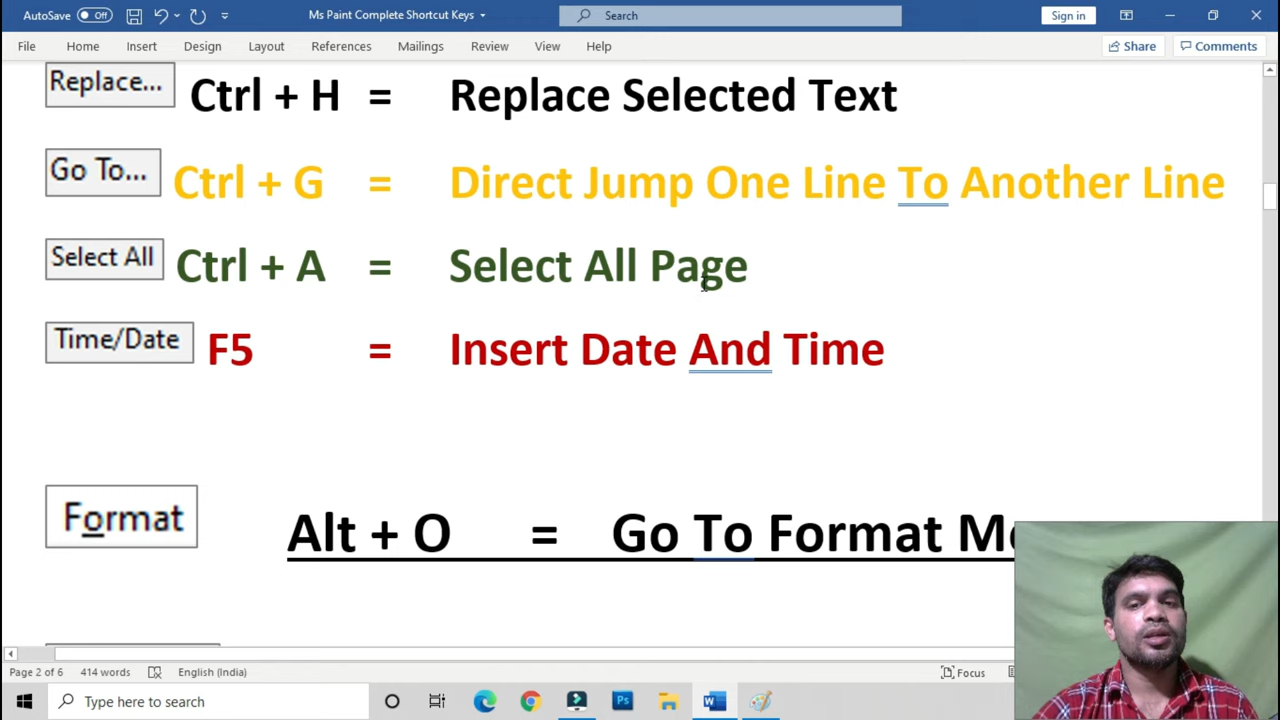 AutoSave Off Ms Paint Complete Shortcut Keys Search Sign in
File Home Insert Design Layout References Mailings Review View Help Share Comments
Replace... Ctrl + H = Replace Selected Text
Go To... Ctrl + G = Direct Jump One Line To Another Line
Select All Ctrl + A = Select All Page
Time/Date F5 = Insert Date And Time
Format Alt + O = Go To Format
Page 2 of 6 414 words English (India) Focus
Type here to search Ps W